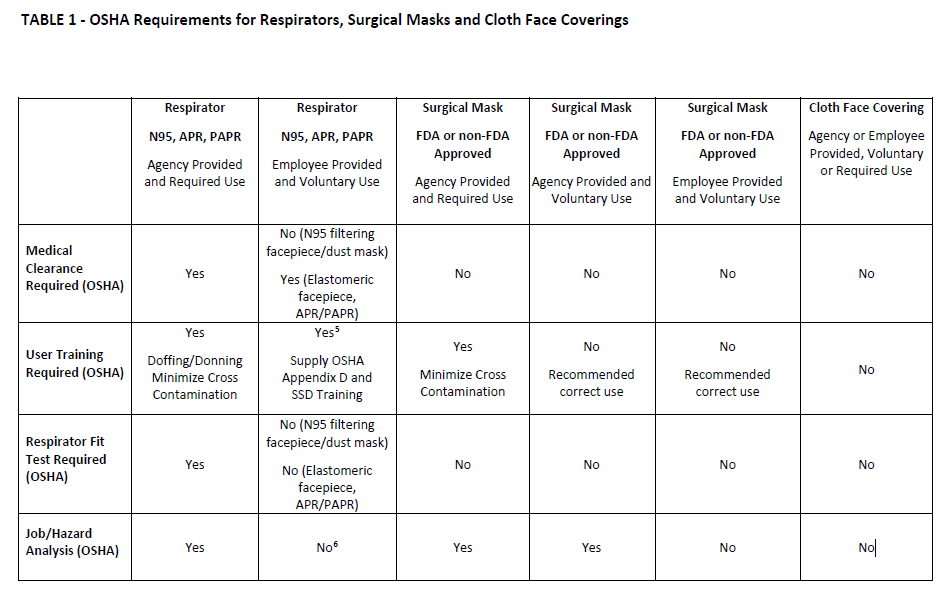 TABLE 1 - OSHA Requirements for Respirators, Surgical Masks and Cloth Face Coverings
Respirator
N95, APR, PAPR
Agency Provided
and Required Use
Respirator
N95, APR, PAPR
Employee Provided
and Voluntary Use
Surgical Mask
FDA or non-FDA
Approved
Agency Provided
and Required Use
Surgical Mask
FDA or non-FDA
Approved
Agency Provided and
Voluntary Use
Surgical Mask
FDA or non-FDA
Approved
Employee Provided
and Voluntary Use
Cloth Face Covering
Agency or Employee
Provided, Voluntary
or Required Use
Medical
Clearance
Required (OSHA)
Yes
No (N95 filtering
facepiece/dust mask)
Yes (Elastomeric
facepiece,
APR/PAPR)
No
No
No
No
User Training
Required (OSHA)
Yes
Doffing/Donning
Minimize Cross
Contamination
Yes⁵
Supply OSHA
Appendix D and
SSD Training
Yes
Minimize Cross
Contamination
No
Recommended
correct use
No
Recommended
correct use
No
Respirator Fit
Test Required
(OSHA)
Yes
No (N95 filtering
facepiece/dust mask)
No (Elastomeric
facepiece,
APR/PAPR)
No
No
No
No
Job/Hazard
Analysis (OSHA)
Yes
No⁶
Yes
Yes
No
No